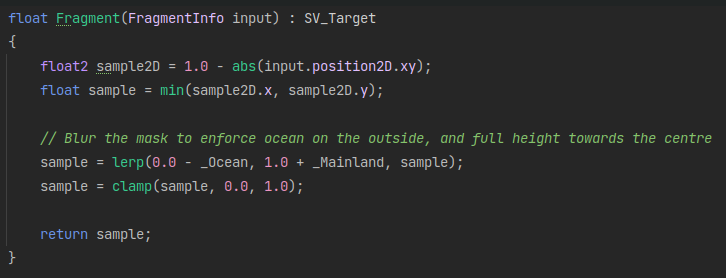 float Fragment(FragmentInfo input) : SV_Target
{
    float2 sample2D = 1.0 - abs(input.position2D.xy);
    float sample = min(sample2D.x, sample2D.y);

    // Blur the mask to enforce ocean on the outside, and full height towards the centre
    sample = lerp(0.0 - _Ocean, 1.0 + _Mainland, sample);
    sample = clamp(sample, 0.0, 1.0);

    return sample;
}